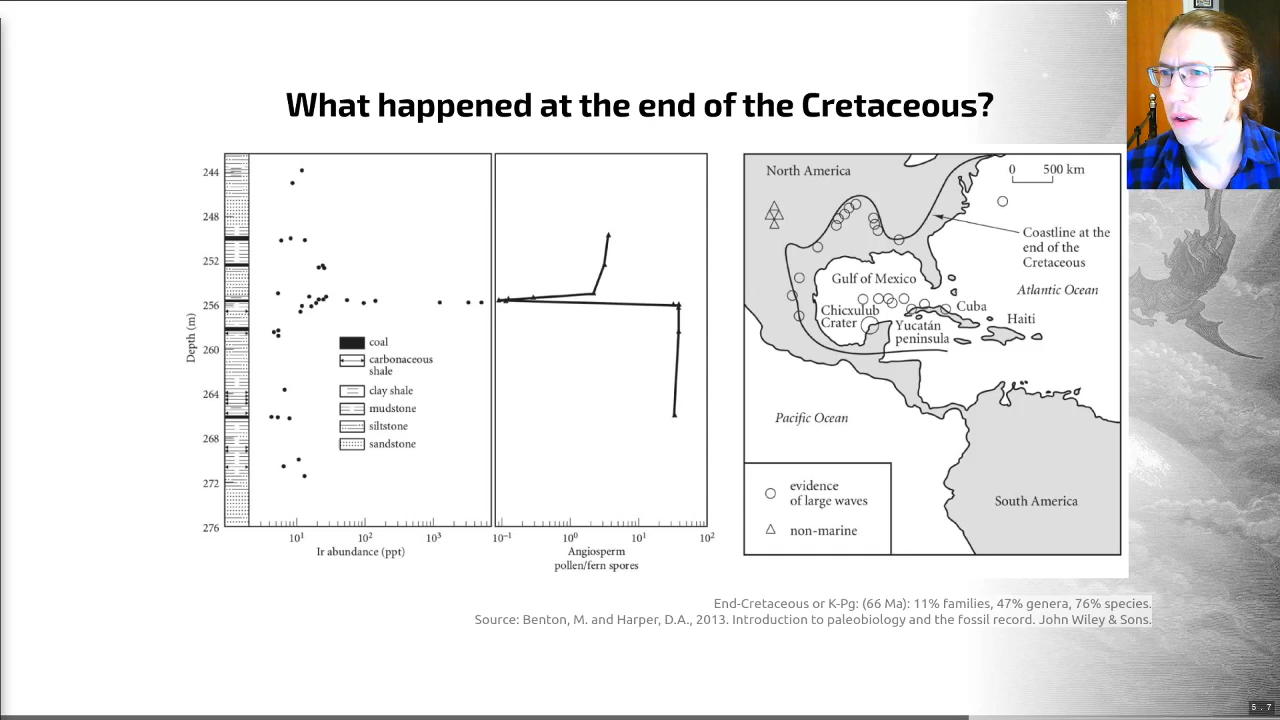 What happened at the end of the Cretaceous?
244
248
252
256
260
264
268
272
276
Depth (m)
coal
carbonaceous
shale
clay shale
mudstone
siltstone
sandstone
10¹
10²
10³
Ir abundance (ppt)
10⁻¹
10⁰
10¹
10²
Angiosperm
pollen/fern spores
North America
0 500 km
Coastline at the
end of the
Cretaceous
Gulf of Mexico
Atlantic Ocean
Chicxulub
Crater
Cuba
Haiti
Yucatán
peninsula
Pacific Ocean
South America
evidence
of large waves
non-marine
End-Cretaceous or K-Pg: (66 Ma): 11% families, 47% genera, 76% species.
Source: Benton, M. and Harper, D.A., 2013. Introduction to paleobiology and the fossil record. John Wiley & Sons.
5 . 7